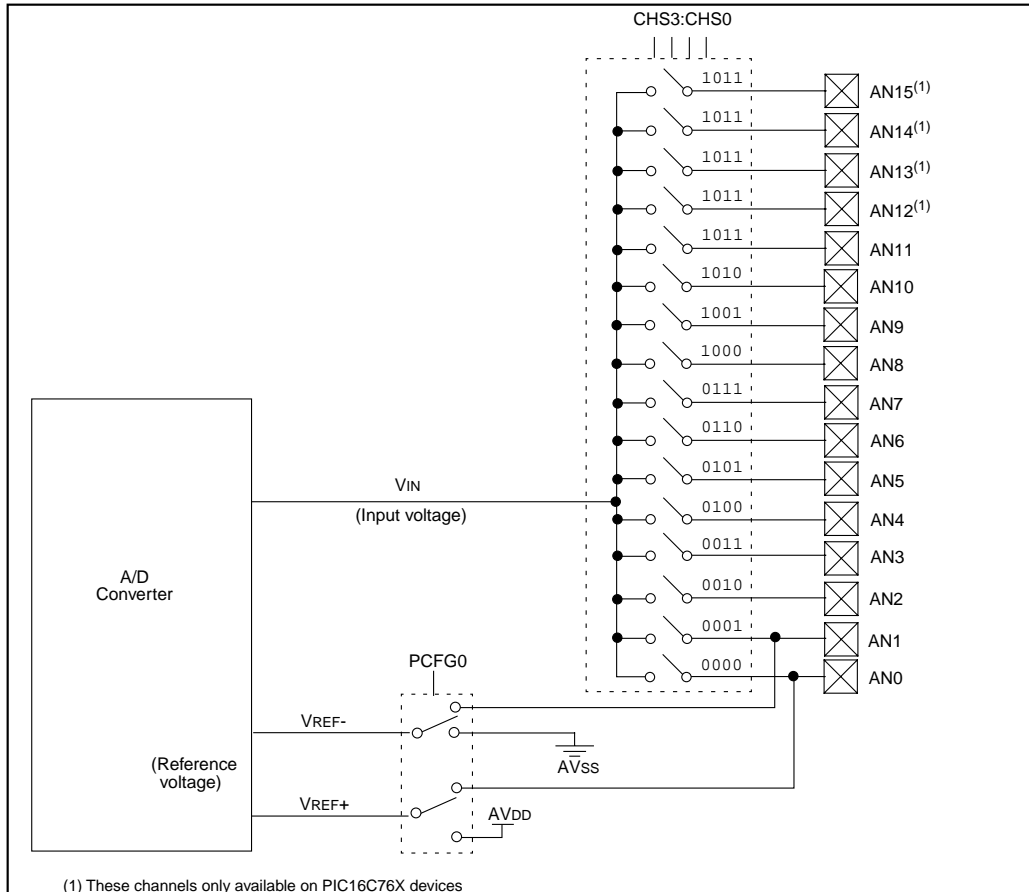 CHS3:CHS0
1011 AN15(1)
1011 AN14(1)
1011 AN13(1)
1011 AN12(1)
1011 AN11
1010 AN10
1001 AN9
1000 AN8
0111 AN7
0110 AN6
0101 AN5
VIN
(Input voltage)
0100 AN4
0011 AN3
A/D
Converter
0010 AN2
0001 AN1
PCFG0
0000 AN0
VREF-
(Reference
voltage)
AVSS
VREF+
AVDD
(1) These channels only available on PIC16C76X devices